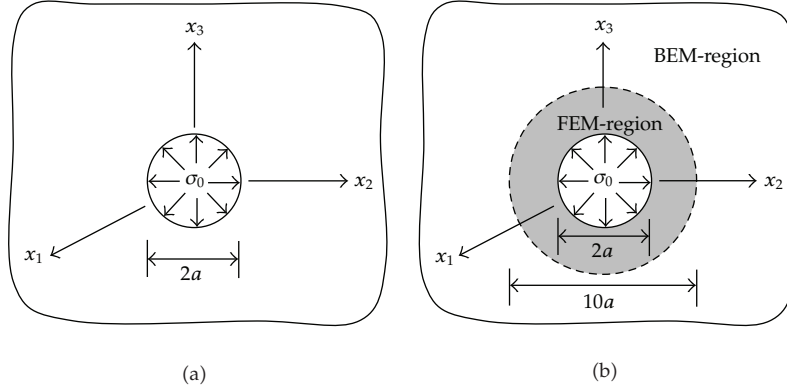 x₃
σ₀
x₂
x₁
2a
(a)
x₃
BEM-region
FEM-region
σ₀
x₂
x₁
2a
10a
(b)